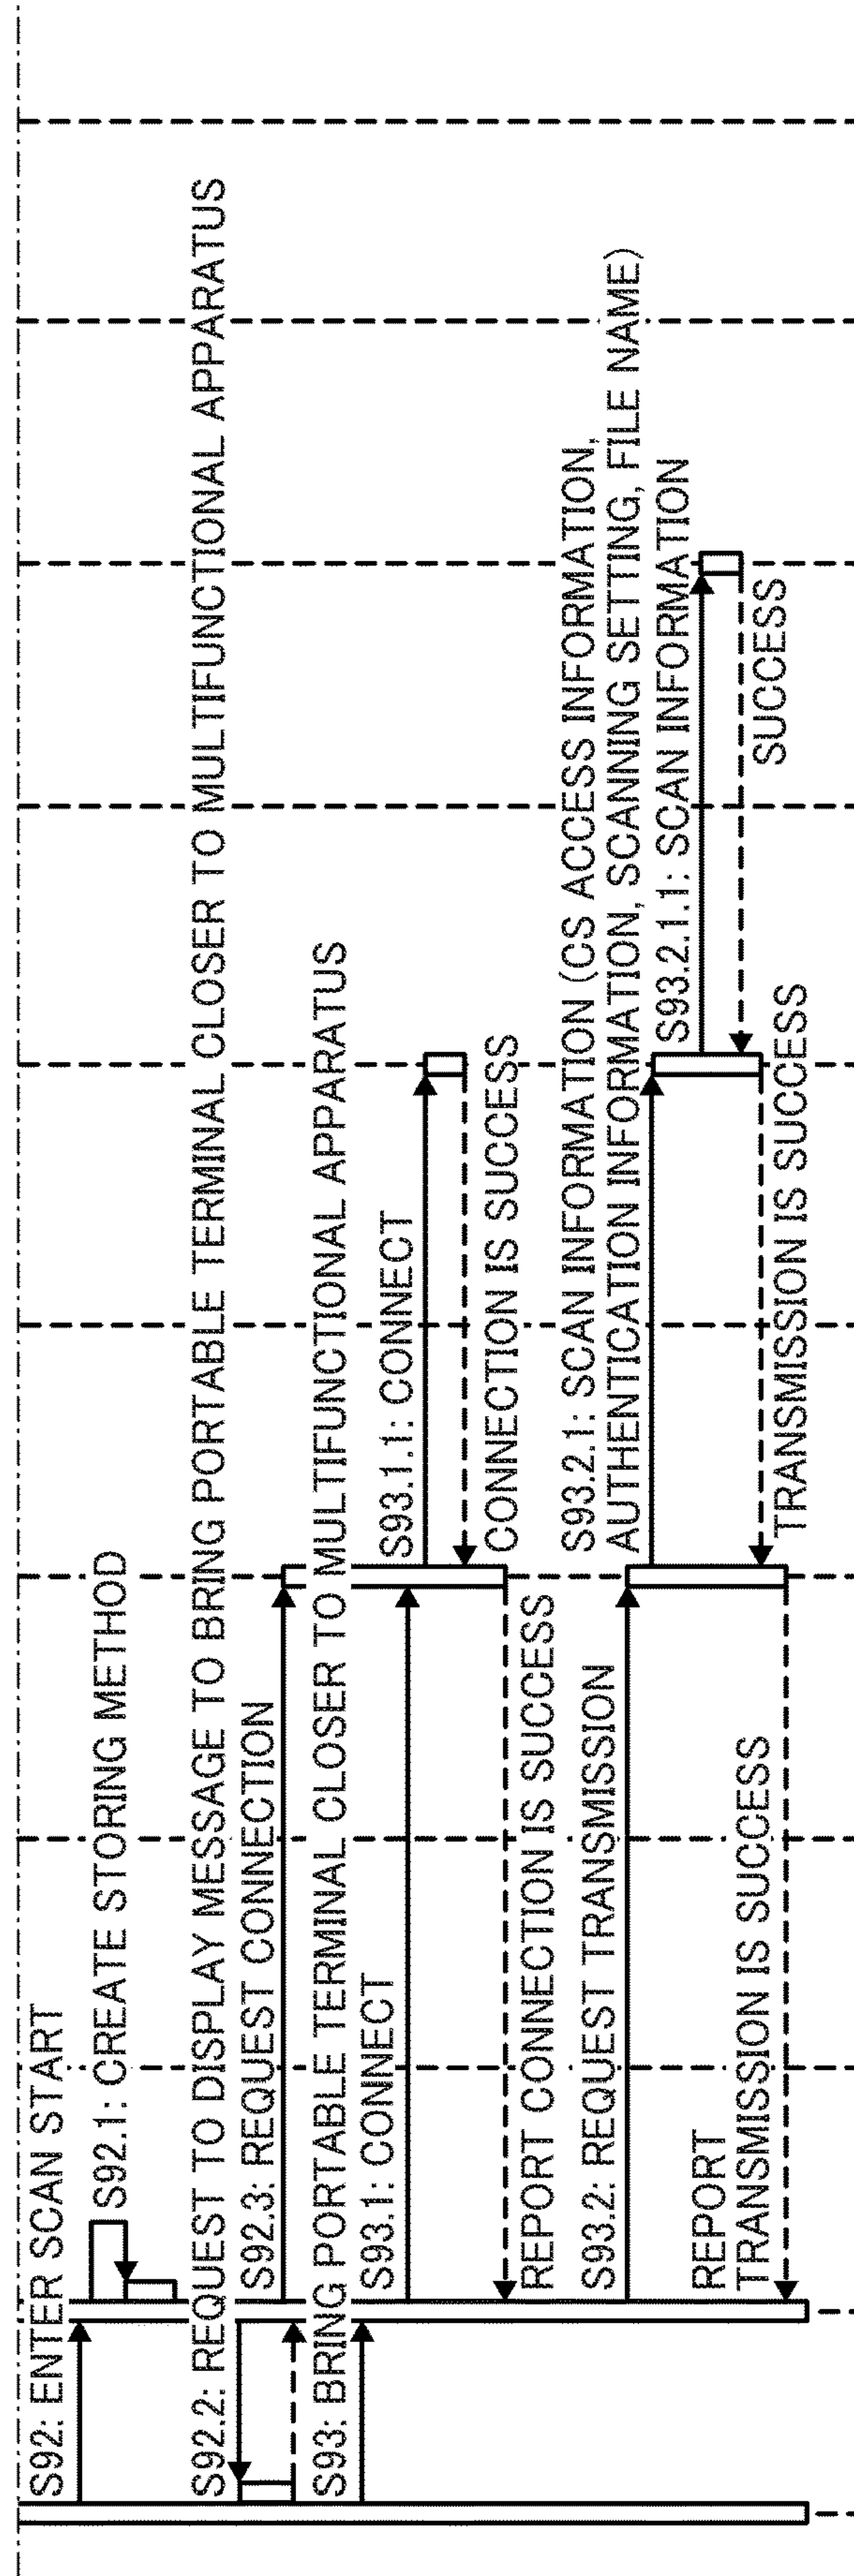 S92: ENTER SCAN START
S92.1: CREATE STORING METHOD
S92.2: REQUEST TO DISPLAY MESSAGE TO BRING PORTABLE TERMINAL CLOSER TO MULTIFUNCTIONAL APPARATUS
S92.3: REQUEST CONNECTION
S93: BRING PORTABLE TERMINAL CLOSER TO MULTIFUNCTIONAL APPARATUS
S93.1: CONNECT
S93.1.1: CONNECT
CONNECTION IS SUCCESS
REPORT CONNECTION IS SUCCESS
S93.2: REQUEST TRANSMISSION
S93.2.1: SCAN INFORMATION (CS ACCESS INFORMATION,
AUTHENTICATION INFORMATION, SCANNING SETTING, FILE NAME)
S93.2.1.1: SCAN INFORMATION
SUCCESS
TRANSMISSION IS SUCCESS
REPORT
TRANSMISSION IS SUCCESS